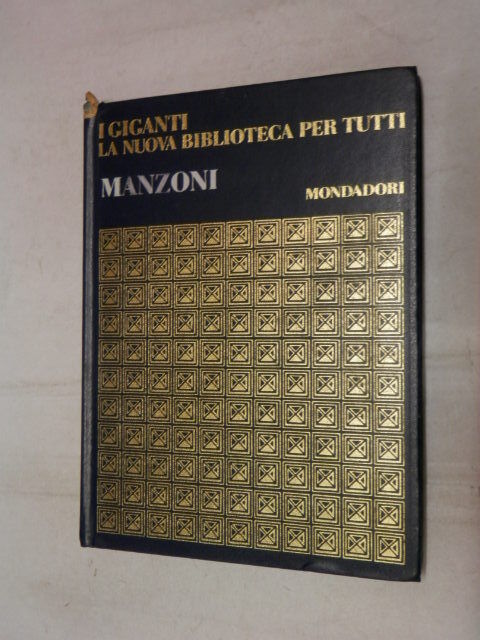 I GIGANTI
LA NUOVA BIBLIOTECA PER TUTTI
MANZONI
MONDADORI